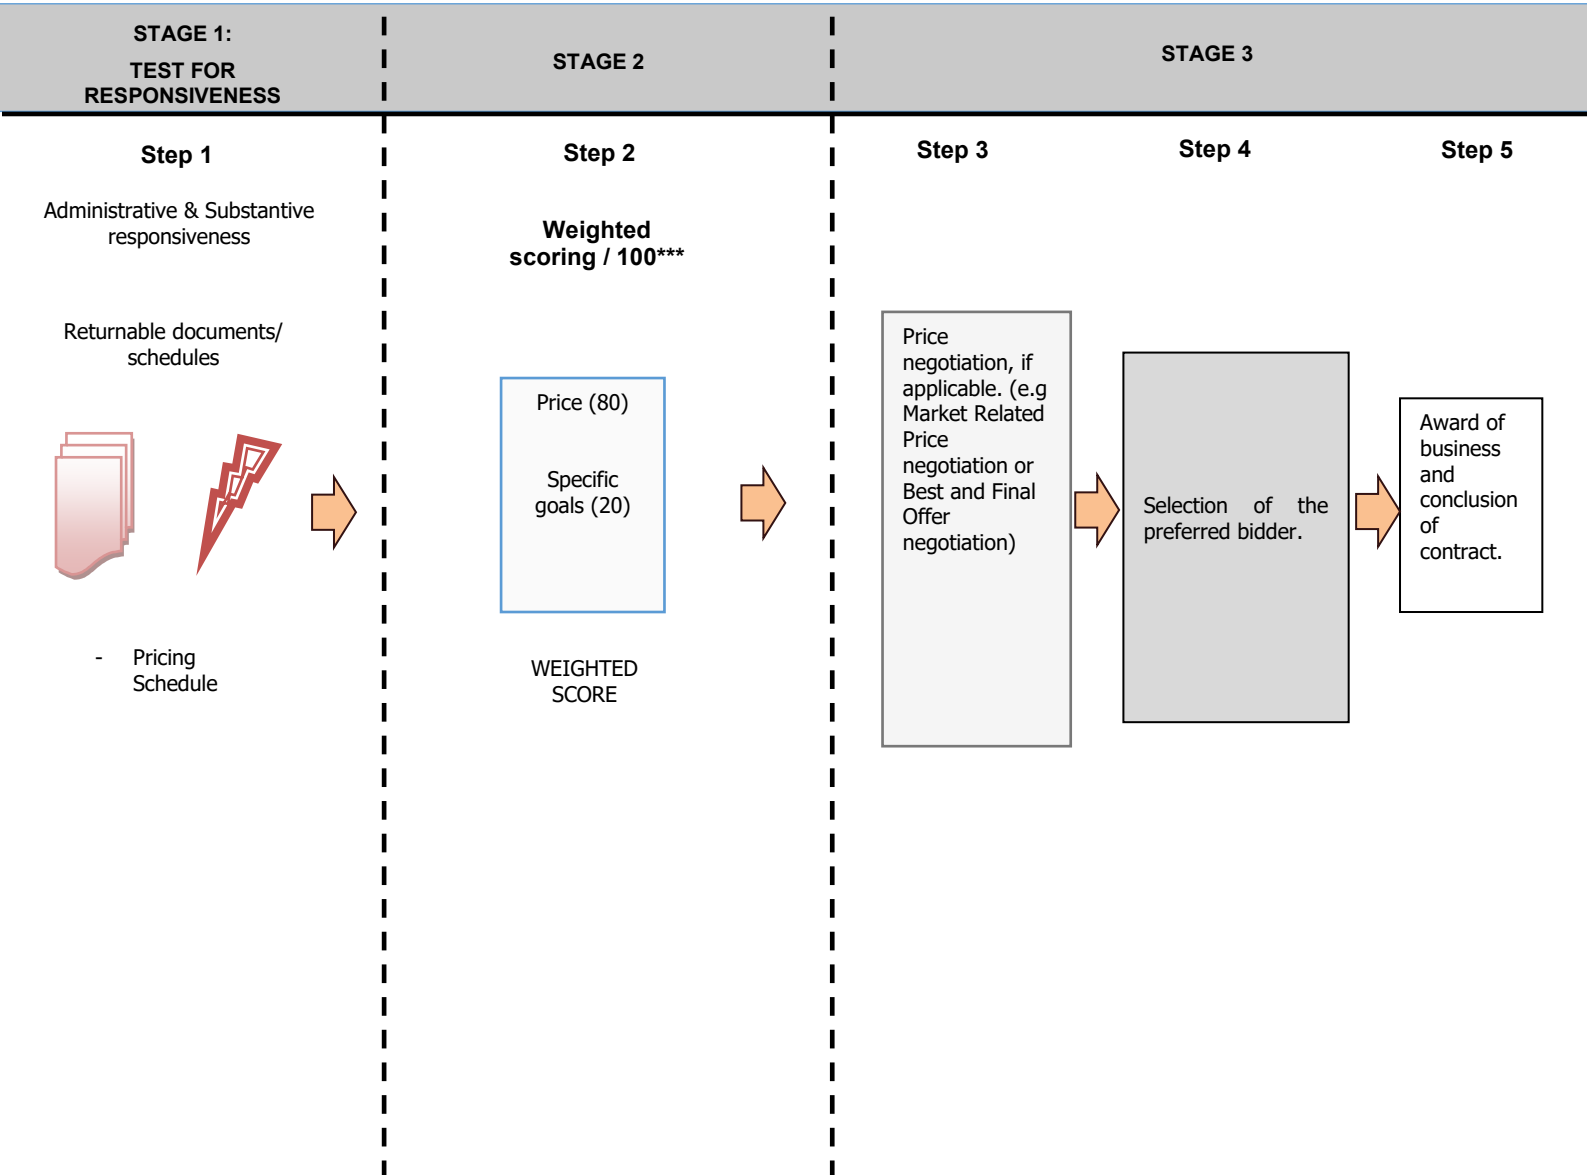 STAGE 1:
TEST FOR
RESPONSIVENESS
STAGE 2
STAGE 3
Step 1
Administrative & Substantive
responsiveness
Returnable documents/
schedules
- Pricing
Schedule
Step 2
Weighted
scoring / 100***
Price (80)
Specific
goals (20)
WEIGHTED
SCORE
Step 3
Price
negotiation, if
applicable. (e.g
Market Related
Price
negotiation or
Best and Final
Offer
negotiation)
Step 4
Selection of the
preferred bidder.
Step 5
Award of
business
and
conclusion
of
contract.